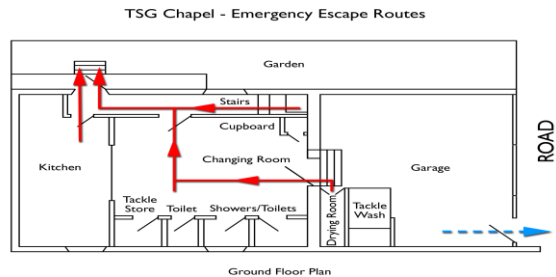 TSG Chapel - Emergency Escape Routes
Garden
Stairs
Cupboard
Changing Room
Kitchen
Garage
ROAD
Tackle
Store
Toilet
Showers/Toilets
Drying Room
Tackle
Wash
Ground Floor Plan